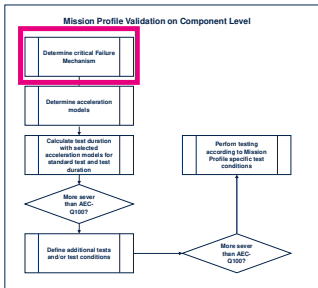 Mission Profile Validation on Component Level
Determine critical Failure
Mechanism
Determine acceleration
models
Calculate test duration
with selected
acceleration models for
standard test and test
duration
Perfom testing
according to Mission
Profile specific test
conditions
More sever
than AEC-
Q100?
Define additional tests
and/or test conditions
More sever
than AEC-
Q100?